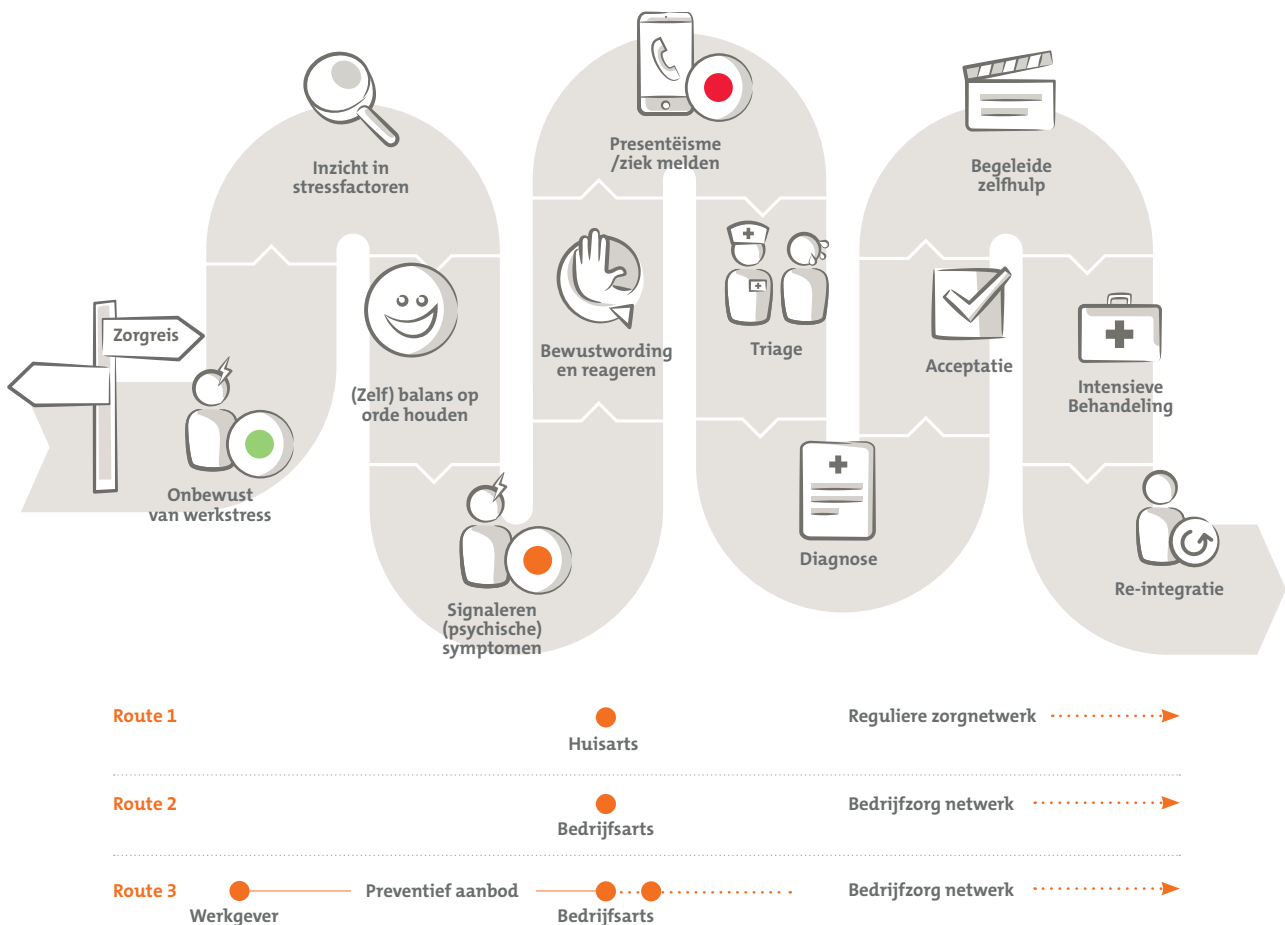 Zorgreis
Onbewust
van werkstress
Inzicht in
stressfactoren
(Zelf) balans op
orde houden
Signaleren
(psychische)
symptomen
Bewustwording
en reageren
Presentëisme
/ziek melden
Triage
Diagnose
Acceptatie
Begeleide
zelfhulp
Intensieve
Behandeling
Re-integratie
Route 1
Huisarts
Reguliere zorgnetwerk
Route 2
Bedrijfsarts
Bedrijfzorg netwerk
Route 3
Werkgever
Preventief aanbod
Bedrijfsarts
Bedrijfzorg netwerk